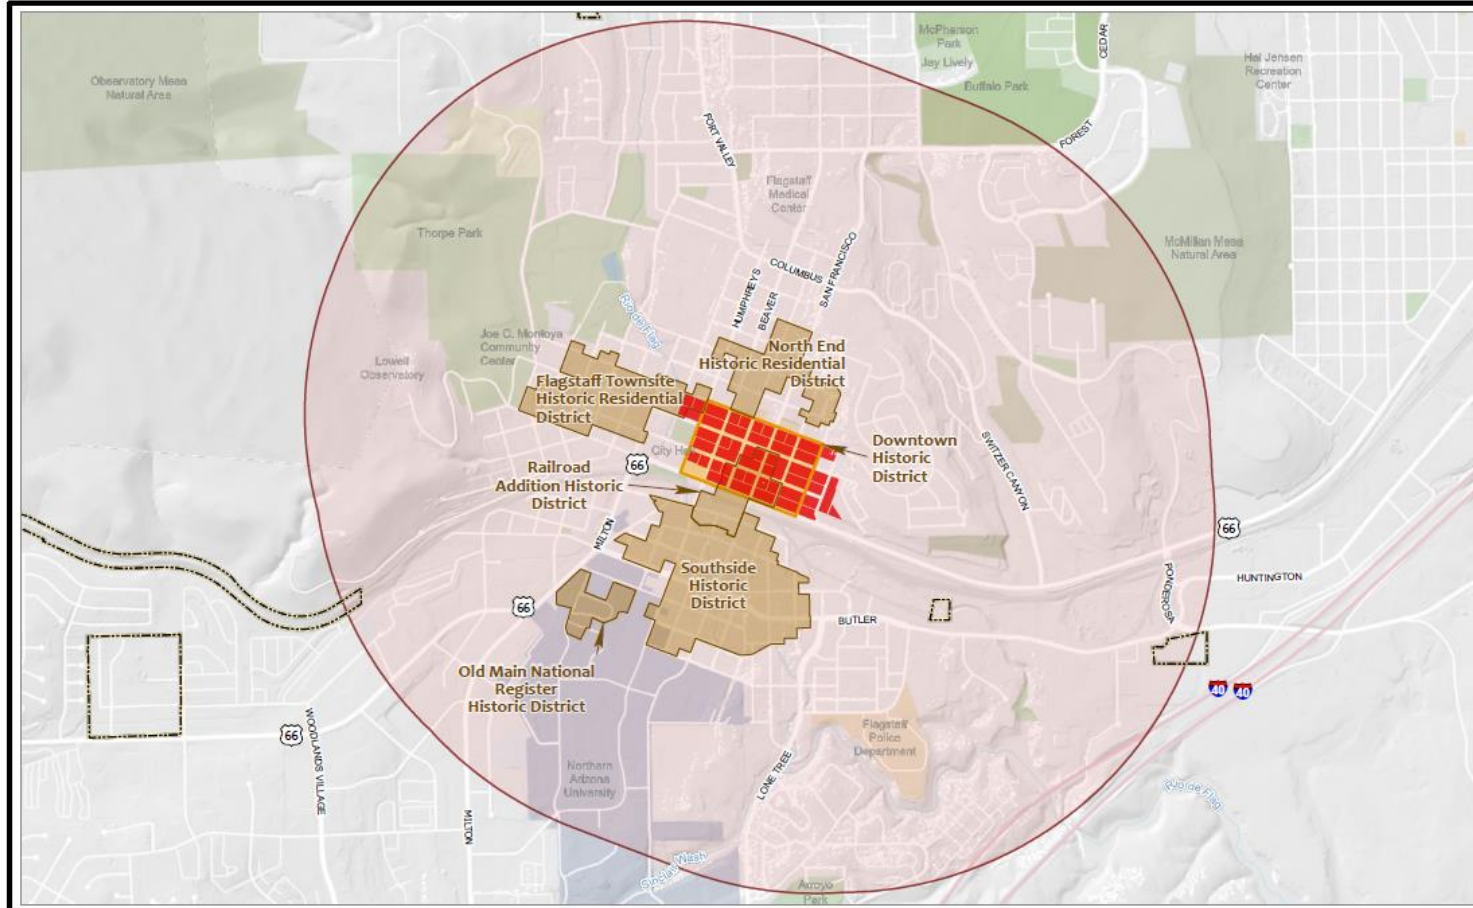 McPherson
Park
Jay Lively
Buffalo Park
CEDAR
Hal Jensen
Recreation
Center
Observatory Mesa
Natural Area
FORT VALLEY
FOREST
Flagstaff
Medical
Center
Thorpe Park
McMillan Mesa
Natural Area
COLUMBUS
SAN FRANCISCO
HUMPHREYS
BEAVER
Rio de Flag
Joe C. Montoya
Community
Center
Lowell
Observatory
North End
Historic Residential
District
Flagstaff Townsite
Historic Residential
District
Downtown
Historic
District
City Hall
66
Railroad
Addition Historic
District
SWITZER CANYON
MILTON
66
Southside
Historic
District
PONDEROSA
HUNTINGTON
66
BUTLER
Old Main National
Register
Historic District
40
40
66
WOODLANDS VILLAGE
Flagstaff
Police
Department
Northern
Arizona
University
LONE TREE
Rio de Flag
MILTON
Sinclair Wash
Arroyo
Park